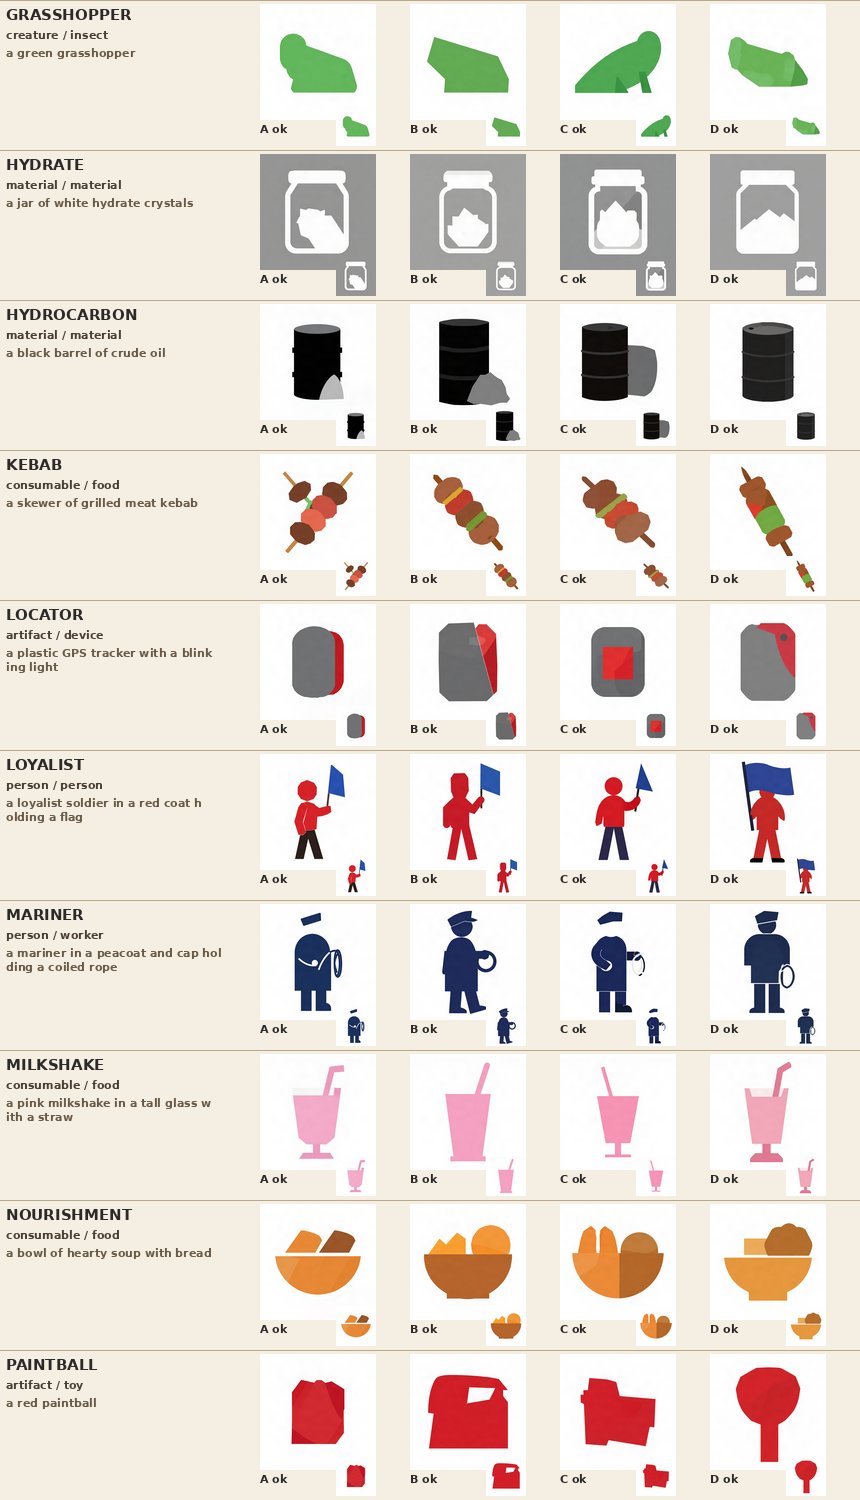 GRASSHOPPER
creature / insect
a green grasshopper
A ok
B ok
C ok
D ok
HYDRATE
material / material
a jar of white hydrate crystals
A ok
B ok
C ok
D ok
HYDROCARBON
material / material
a black barrel of crude oil
A ok
B ok
C ok
D ok
KEBAB
consumable / food
a skewer of grilled meat kebab
A ok
B ok
C ok
D ok
LOCATOR
artifact / device
a plastic GPS tracker with a blink
ing light
A ok
B ok
C ok
D ok
LOYALIST
person / person
a loyalist soldier in a red coat h
olding a flag
A ok
B ok
C ok
D ok
MARINER
person / worker
a mariner in a peacoat and cap hol
ding a coiled rope
A ok
B ok
C ok
D ok
MILKSHAKE
consumable / food
a pink milkshake in a tall glass w
ith a straw
A ok
B ok
C ok
D ok
NOURISHMENT
consumable / food
a bowl of hearty soup with bread
A ok
B ok
C ok
D ok
PAINTBALL
artifact / toy
a red paintball
A ok
B ok
C ok
D ok